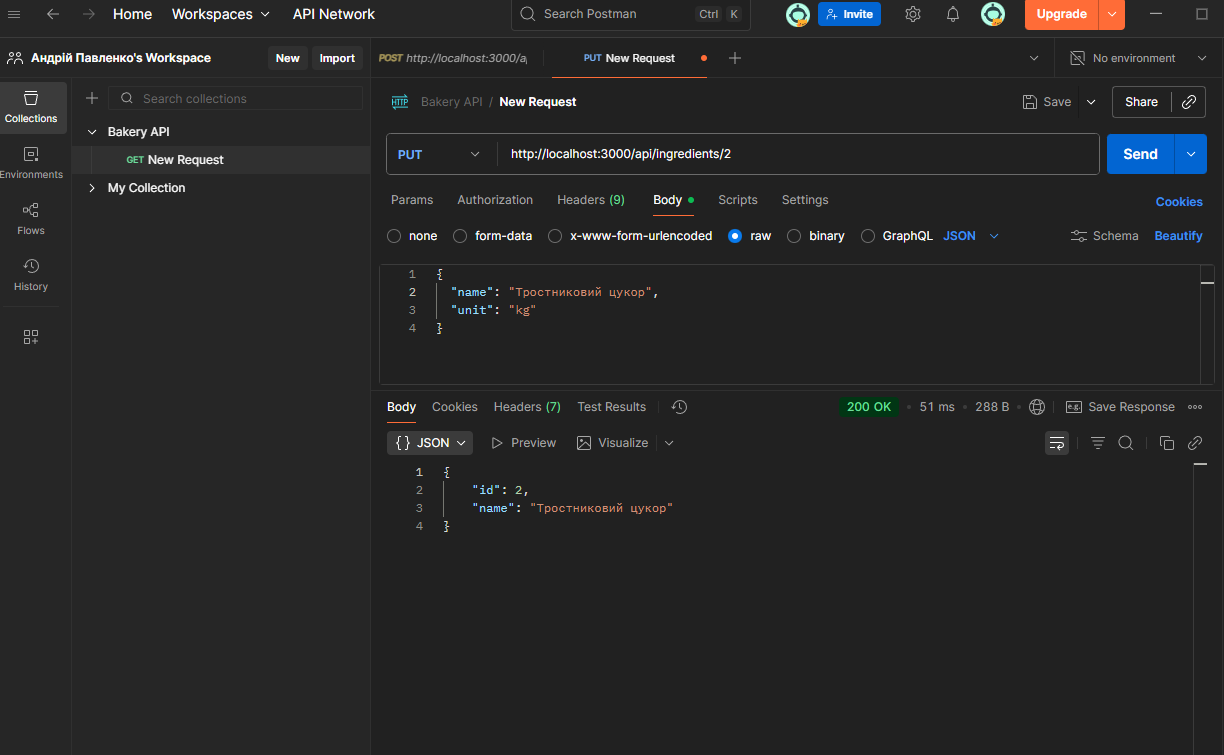 Home Workspaces API Network Search Postman Ctrl K Invite Upgrade
Андрій Павленко's Workspace New Import POST http://localhost:3000/a PUT New Request No environment
Collections
Environments
Flows
History
Search collections
Bakery API
GET New Request
My Collection
HTTP Bakery API / New Request Save Share
PUT http://localhost:3000/api/ingredients/2 Send
Params Authorization Headers (9) Body Scripts Settings Cookies
none form-data x-www-form-urlencoded raw binary GraphQL JSON Schema Beautify
1 {
2 "name": "Тростниковий цукор",
3 "unit": "kg"
4 }
Body Cookies Headers (7) Test Results 200 OK 51 ms 288 B e.g. Save Response
{} JSON Preview Visualize
1 {
2 "id": 2,
3 "name": "Тростниковий цукор"
4 }